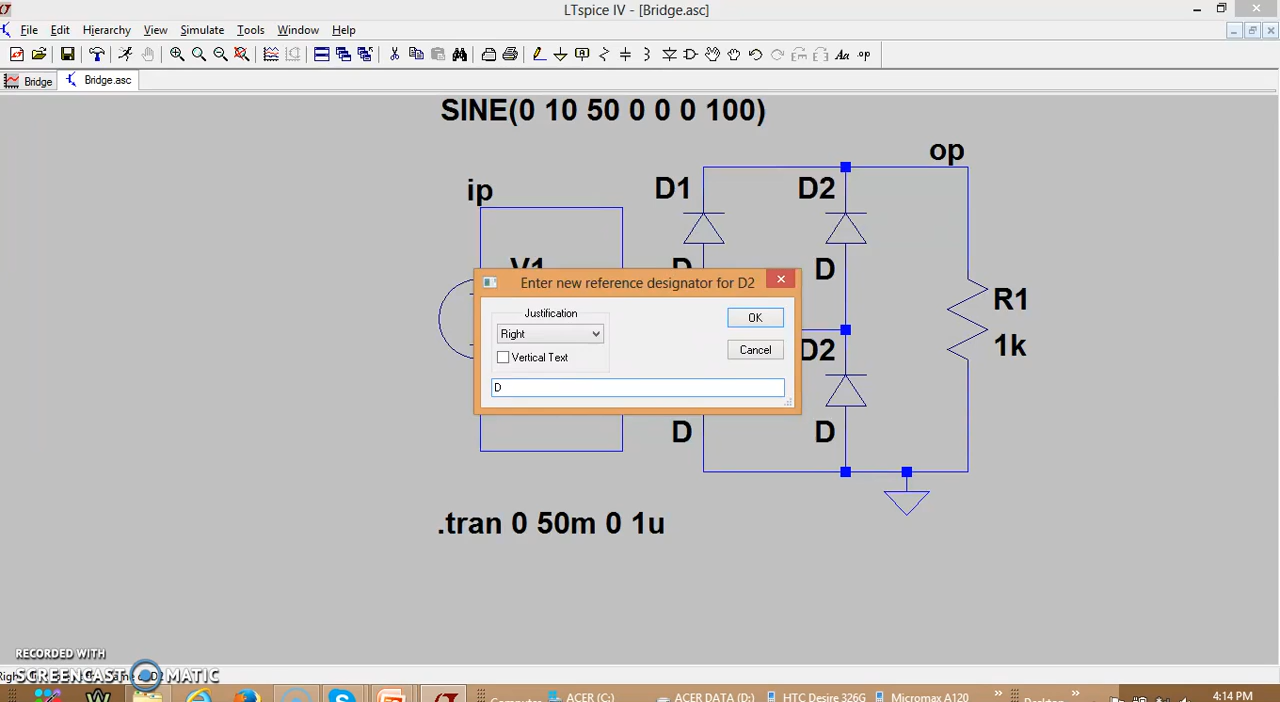 LTspice IV - [Bridge.asc]
File Edit Hierarchy View Simulate Tools Window Help
Bridge
Bridge.asc
SINE(0 10 50 0 0 0 100)
ip
op
D1
D2
D
R1
1k
D2
D
D
.tran 0 50m 0 1u
Enter new reference designator for D2
Justification
Right
Vertical Text
OK
Cancel
D
RECORDED WITH
SCREENCAST MATIC
ACER (C:)
ACER DATA (D:)
HTC Desire 326G
Micromax A120
4:14 PM